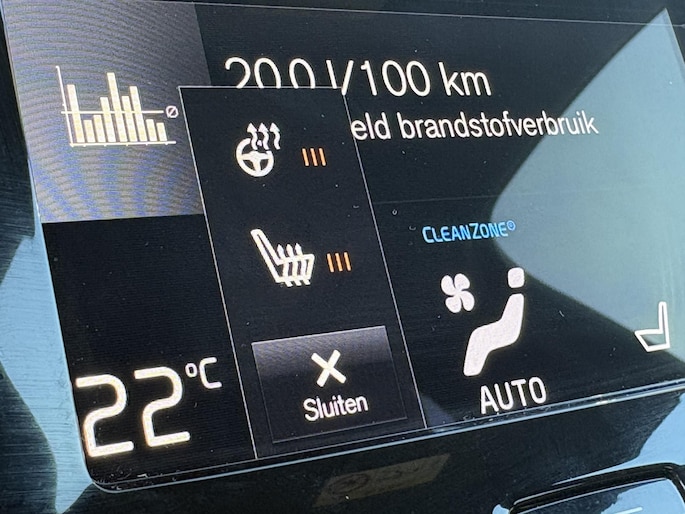 20.0 l/100 km
eld brandstofverbruik
CLEANZONE®
22°C
Sluiten
AUTO